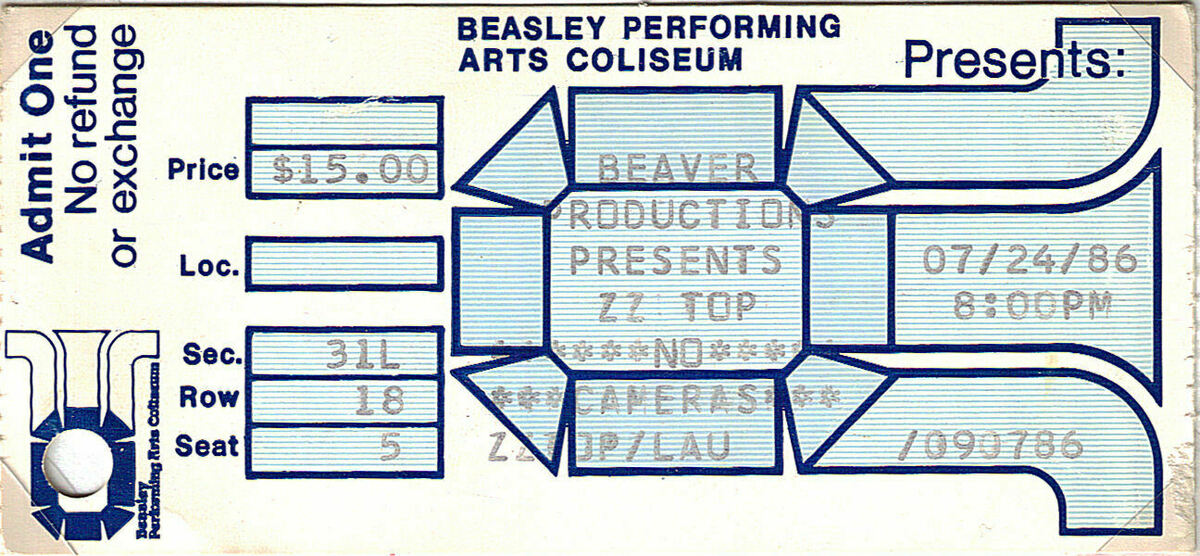 Admit One
No refund
or exchange
BEASLEY PERFORMING
ARTS COLISEUM
Presents:
Price $15.00
Loc.
Sec. 31L
Row 18
Seat 5
BEAVER
PRODUCTIONS
PRESENTS
ZZ TOP
******NO*****
***CAMERAS****
ZZTOP/LAU /090786
07/24/86
8:00PM
Beasley
Performing Arts Coliseum